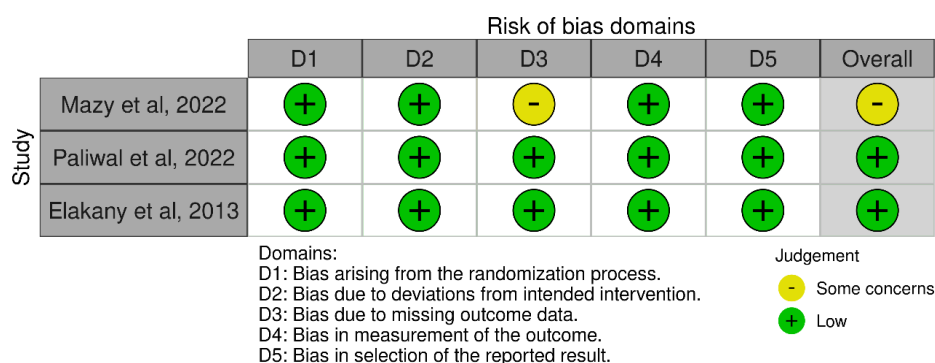 Risk of bias domains
D1 D2 D3 D4 D5 Overall
Study
Mazy et al, 2022 + + - + + -
Paliwal et al, 2022 + + + + + +
Elakany et al, 2013 + + + + + +
Domains:
D1: Bias arising from the randomization process.
D2: Bias due to deviations from intended intervention.
D3: Bias due to missing outcome data.
D4: Bias in measurement of the outcome.
D5: Bias in selection of the reported result.
Judgement
- Some concerns
+ Low